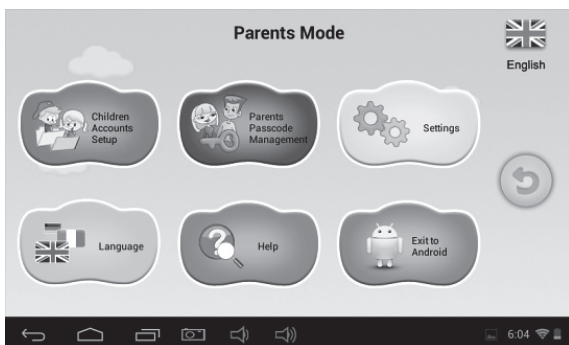 Parents Mode
English
Children
Accounts
Setup
Parents
Passcode
Management
Settings
Language
Help
Exit to
Android
6:04